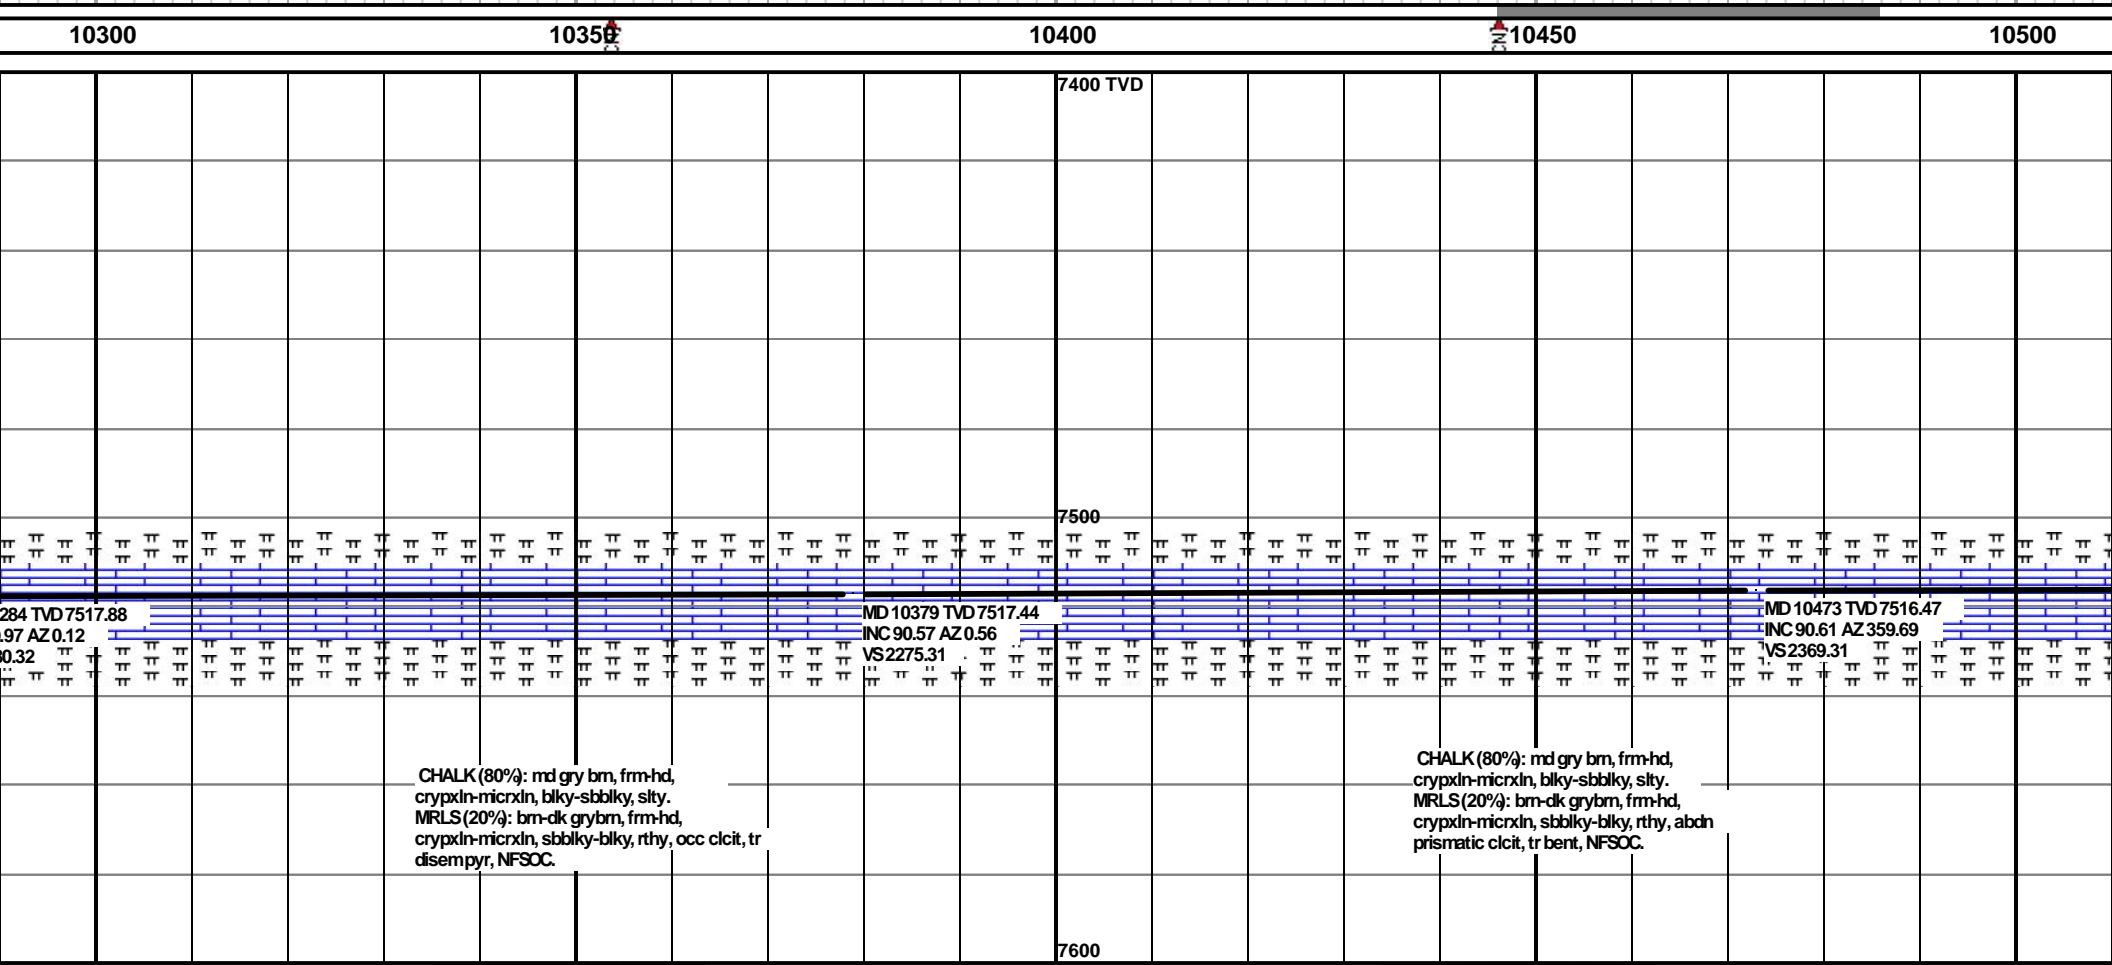 10300
10350
CN
10400
CN
10450
10500
7400 TVD
7500
284 TVD 7517.88
.97 AZ 0.12
30.32
MD 10379 TVD 7517.44
INC 90.57 AZ 0.56
VS 2275.31
MD 10473 TVD 7516.47
INC 90.61 AZ 359.69
VS 2369.31
CHALK (80%): md gry brn, frm-hd,
crypxln-micrxln, blky-sbblky, slty.
MRLS (20%): brn-dk grybrn, frm-hd,
crypxln-micrxln, sbblky-blky, rthy, occ clcit, tr
disem pyr, NFSOC.
CHALK (80%): md gry brn, frm-hd,
crypxln-micrxln, blky-sbblky, slty.
MRLS (20%): brn-dk grybrn, frm-hd,
crypxln-micrxln, sbblky-blky, rthy, abdn
prismatic clcit, tr bent, NFSOC.
7600